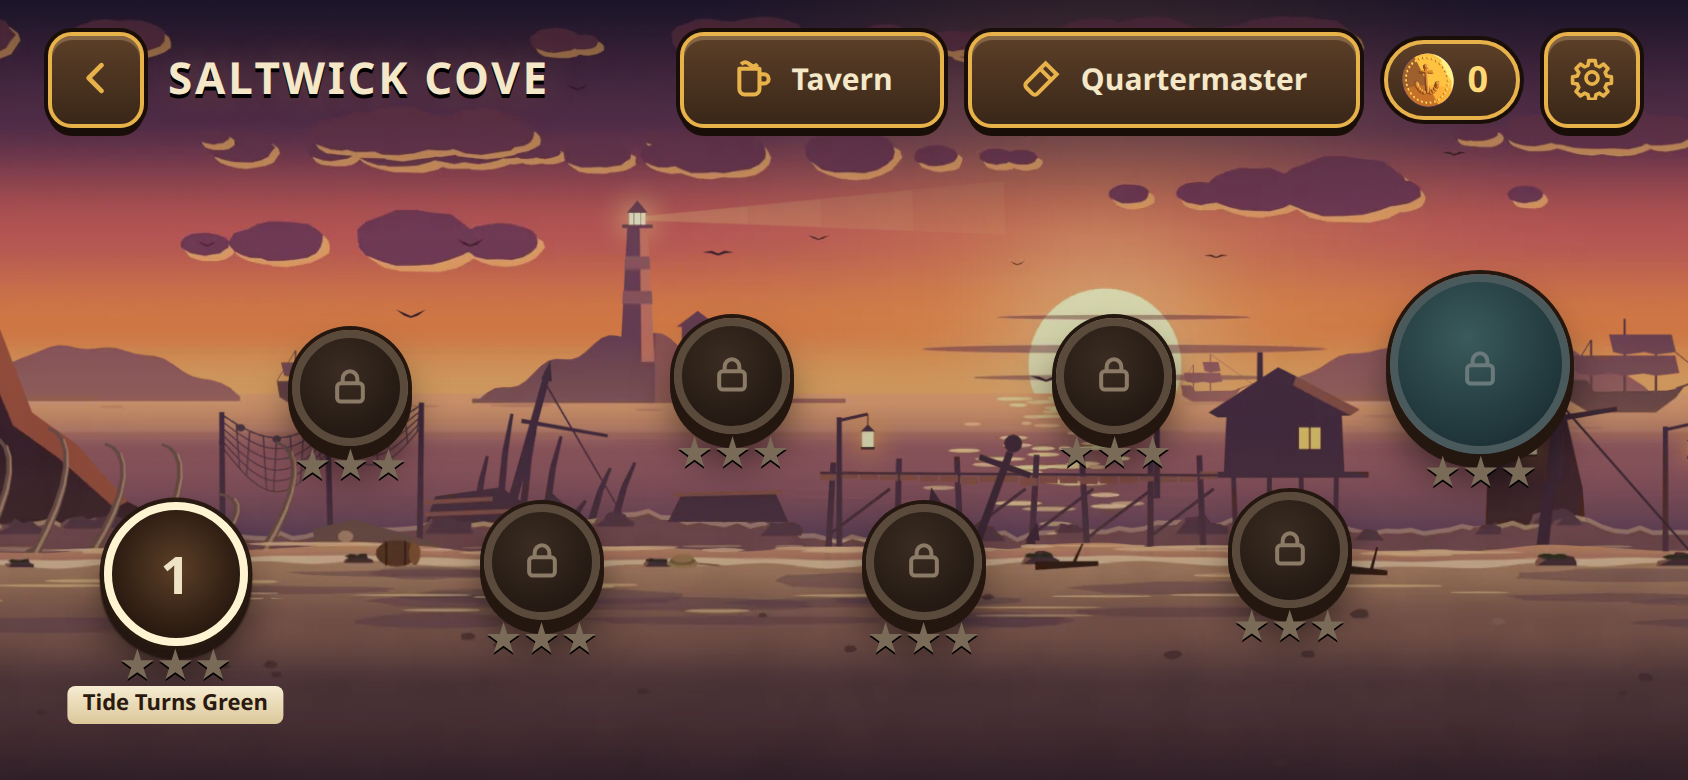 SALTWICK COVE
Tavern
Quartermaster
0
1
Tide Turns Green